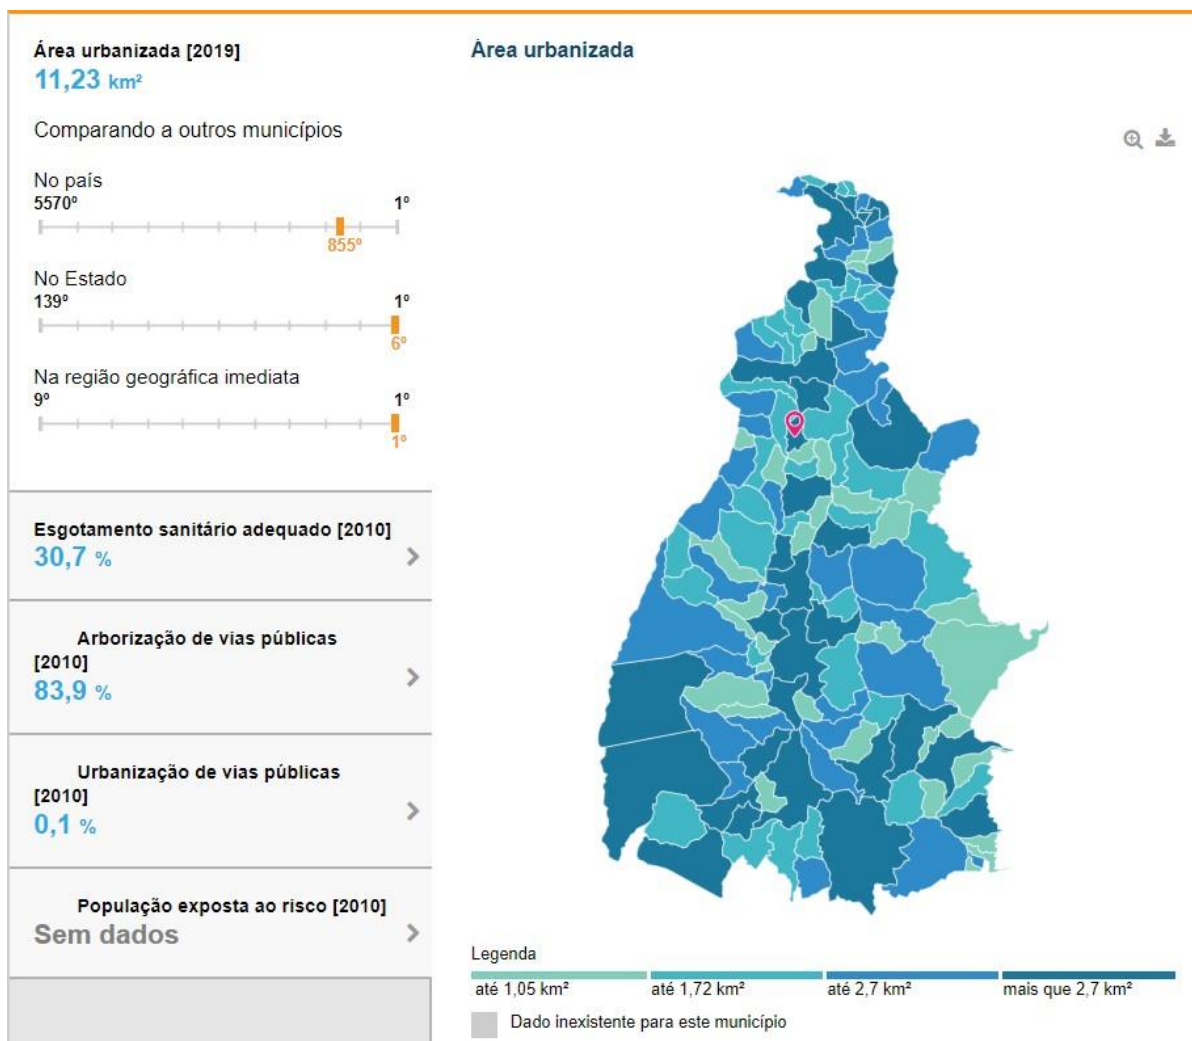 Área urbanizada [2019]
11,23 km²
Comparando a outros municípios
No país
5570º 1º
855º
No Estado
139º 1º
6º
Na região geográfica imediata
9º 1º
1º
Esgotamento sanitário adequado [2010]
30,7 %
Arborização de vias públicas
[2010]
83,9 %
Urbanização de vias públicas
[2010]
0,1 %
População exposta ao risco [2010]
Sem dados
Área urbanizada
Legenda
até 1,05 km² até 1,72 km² até 2,7 km² mais que 2,7 km²
Dado inexistente para este município